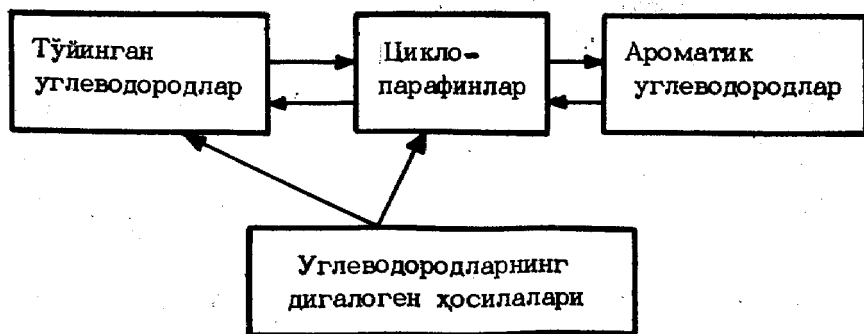 Тўйинган
углеводородлар
Цикло-
парафинлар
Ароматик
углеводородлар
Углеводородларнинг
дигалоген ҳосилалари